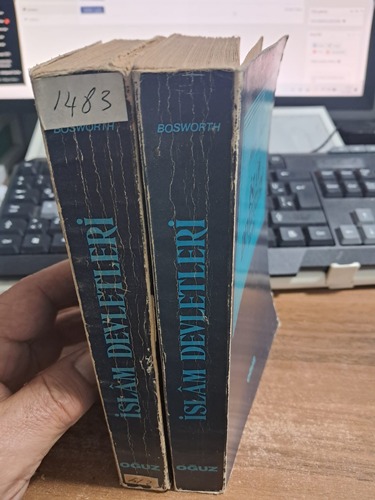 1483
BOSWORTH
İSLÂM DEVLETLERİ
OĞUZ
BOSWORTH
İSLÂM DEVLETLERİ
OĞUZ